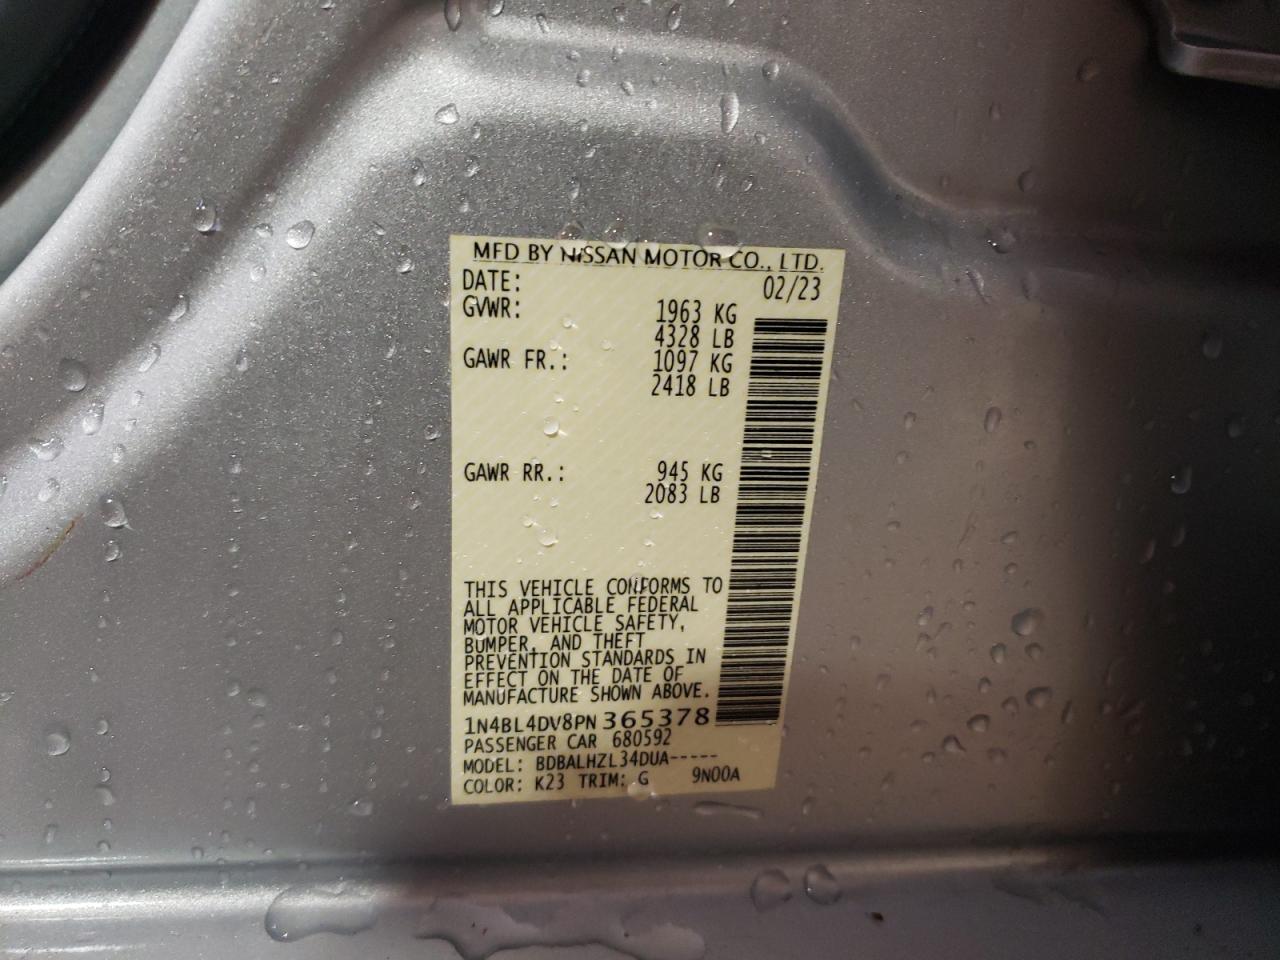 MFD BY NISSAN MOTOR CO., LTD.
DATE: 02/23
GVWR: 1963 KG
4328 LB
GAWR FR.: 1097 KG
2418 LB
GAWR RR.: 945 KG
2083 LB
THIS VEHICLE CONFORMS TO
ALL APPLICABLE FEDERAL
MOTOR VEHICLE SAFETY,
BUMPER, AND THEFT
PREVENTION STANDARDS IN
EFFECT ON THE DATE OF
MANUFACTURE SHOWN ABOVE.
1N4BL4DV8PN365378
PASSENGER CAR 680592
MODEL: BDBALHZL34DUA-----
COLOR: K23 TRIM: G 9N00A